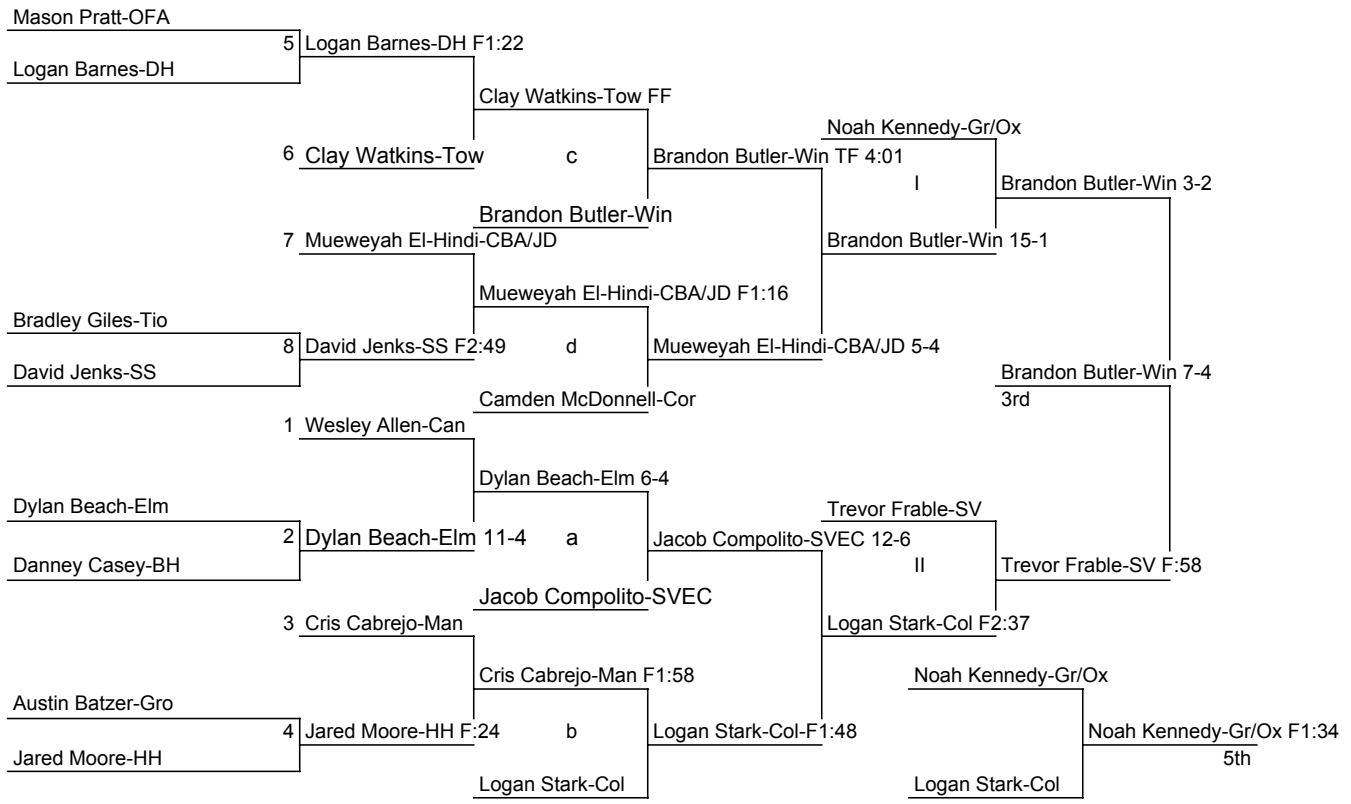 Mason Pratt-OFA
5 Logan Barnes-DH F1:22
Logan Barnes-DH
Clay Watkins-Tow FF
Noah Kennedy-Gr/Ox
6 Clay Watkins-Tow
c
Brandon Butler-Win TF 4:01
I
Brandon Butler-Win 3-2
Brandon Butler-Win
7 Mueweyah El-Hindi-CBA/JD
Brandon Butler-Win 15-1
Mueweyah El-Hindi-CBA/JD F1:16
Bradley Giles-Tio
8 David Jenks-SS F2:49
d
Mueweyah El-Hindi-CBA/JD 5-4
David Jenks-SS
Brandon Butler-Win 7-4
Camden McDonnell-Cor
3rd
1 Wesley Allen-Can
Dylan Beach-Elm 6-4
Dylan Beach-Elm
Trevor Frable-SV
2 Dylan Beach-Elm 11-4
a
Jacob Compolito-SVEC 12-6
Danney Casey-BH
II
Trevor Frable-SV F:58
Jacob Compolito-SVEC
3 Cris Cabrejo-Man
Logan Stark-Col F2:37
Cris Cabrejo-Man F1:58
Noah Kennedy-Gr/Ox
Austin Batzer-Gro
4 Jared Moore-HH F:24
b
Logan Stark-Col-F1:48
Noah Kennedy-Gr/Ox F1:34
Jared Moore-HH
5th
Logan Stark-Col
Logan Stark-Col